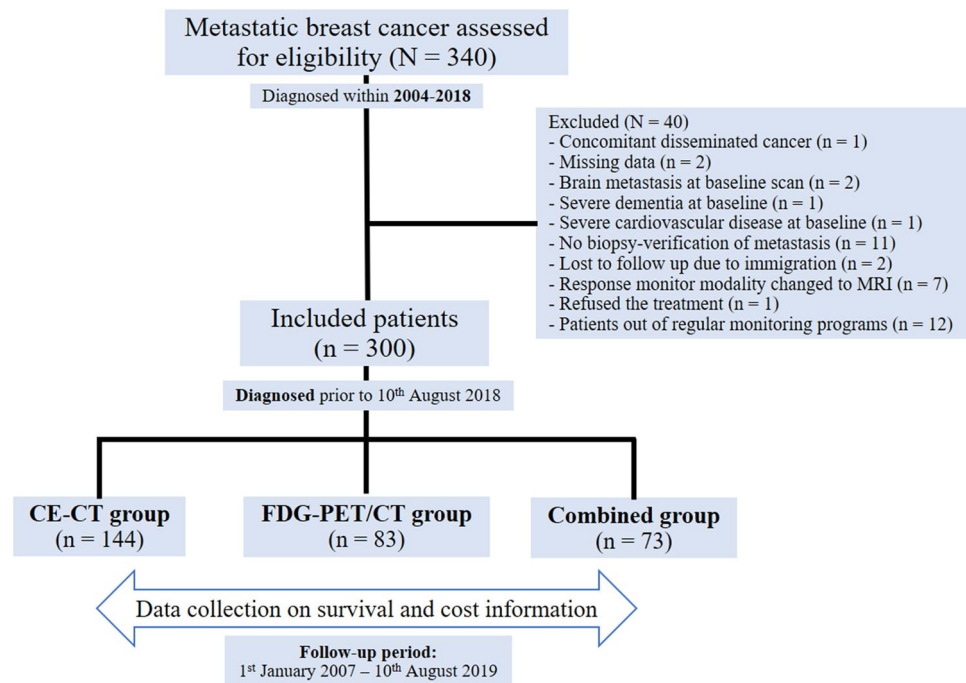 Metastatic breast cancer assessed
for eligibility (N = 340)
Diagnosed within 2004-2018
Excluded (N = 40)
- Concomitant disseminated cancer (n = 1)
- Missing data (n = 2)
- Brain metastasis at baseline scan (n = 2)
- Severe dementia at baseline (n = 1)
- Severe cardiovascular disease at baseline (n = 1)
- No biopsy-verification of metastasis (n = 11)
- Lost to follow up due to immigration (n = 2)
- Response monitor modality changed to MRI (n = 7)
- Refused the treatment (n = 1)
- Patients out of regular monitoring programs (n = 12)
Included patients
(n = 300)
Diagnosed prior to 10th August 2018
CE-CT group
(n = 144)
FDG-PET/CT group
(n = 83)
Combined group
(n = 73)
Data collection on survival and cost information
Follow-up period:
1st January 2007 – 10th August 2019